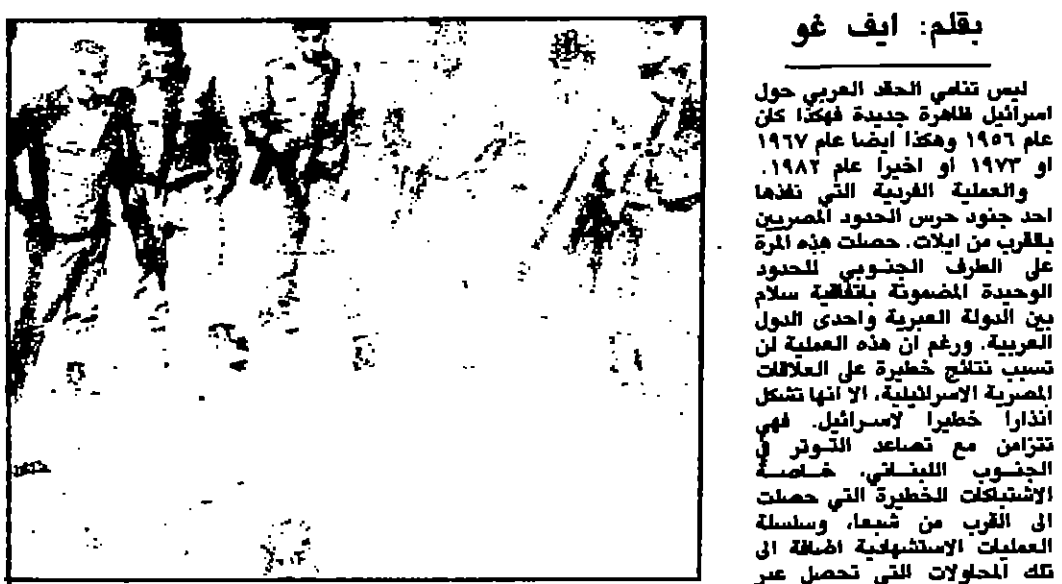 بقلم: ايف غو
ليس تنامي الحقد العربي حول
اسرائيل ظاهرة جديدة فهكذا كان
عام ١٩٥٦ وهكذا ايضا عام ١٩٦٧
او ١٩٧٣ او اخيرا عام ١٩٨٢.
والعملية الفردية التي نفذها
احد جنود حرس الحدود المصريين
بالقرب من ايلات. حصلت هذه المرة
على الطرف الجنوبي للحدود
الوحيدة المضمونة باتفاقية سلام
بين الدولة العبرية واحدى الدول
العربية. ورغم ان هذه العملية لن
تسبب نتائج خطيرة على العلاقات
المصرية الاسرائيلية، الا انها تشكل
انذارا خطيرا لاسرائيل. فهي
تتزامن مع تصاعد التوتر في
الجنوب اللبناني. خاصة
الاشتباكات الخطيرة التي حصلت
الى القرب من شبعا، وسلسلة
العمليات الاستشهادية اضافة الى
تلك المحاولات التي تحصل عبر